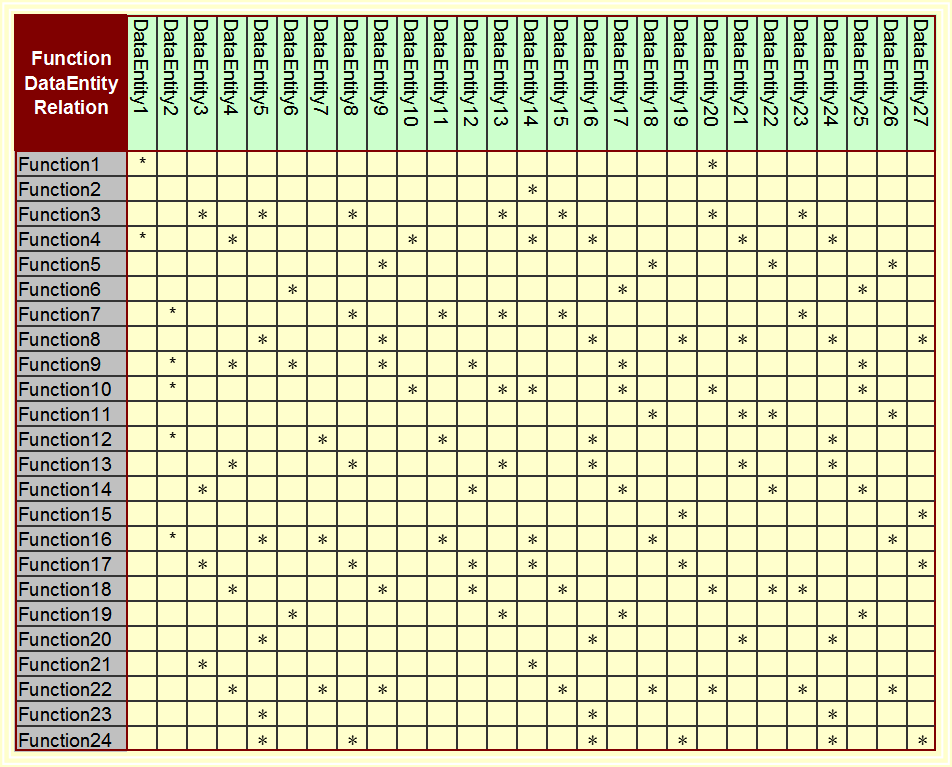 Function
DataEntity
Relation
DataEntity1
DataEntity2
DataEntity3
DataEntity4
DataEntity5
DataEntity6
DataEntity7
DataEntity8
DataEntity9
DataEntity10
DataEntity11
DataEntity12
DataEntity13
DataEntity14
DataEntity15
DataEntity16
DataEntity17
DataEntity18
DataEntity19
DataEntity20
DataEntity21
DataEntity22
DataEntity23
DataEntity24
DataEntity25
DataEntity26
DataEntity27
Function1 * *
Function2 *
Function3 * * * * * * *
Function4 * * * * * * *
Function5 * * * *
Function6 * * *
Function7 * * * * * *
Function8 * * * * * * *
Function9 * * * * * * *
Function10 * * * * * * *
Function11 * * * *
Function12 * * * * *
Function13 * * * * * *
Function14 * * * * *
Function15 * *
Function16 * * * * * * *
Function17 * * * * * *
Function18 * * * * * * *
Function19 * * * *
Function20 * * * *
Function21 * *
Function22 * * * * * * * *
Function23 * * *
Function24 * * * * * *